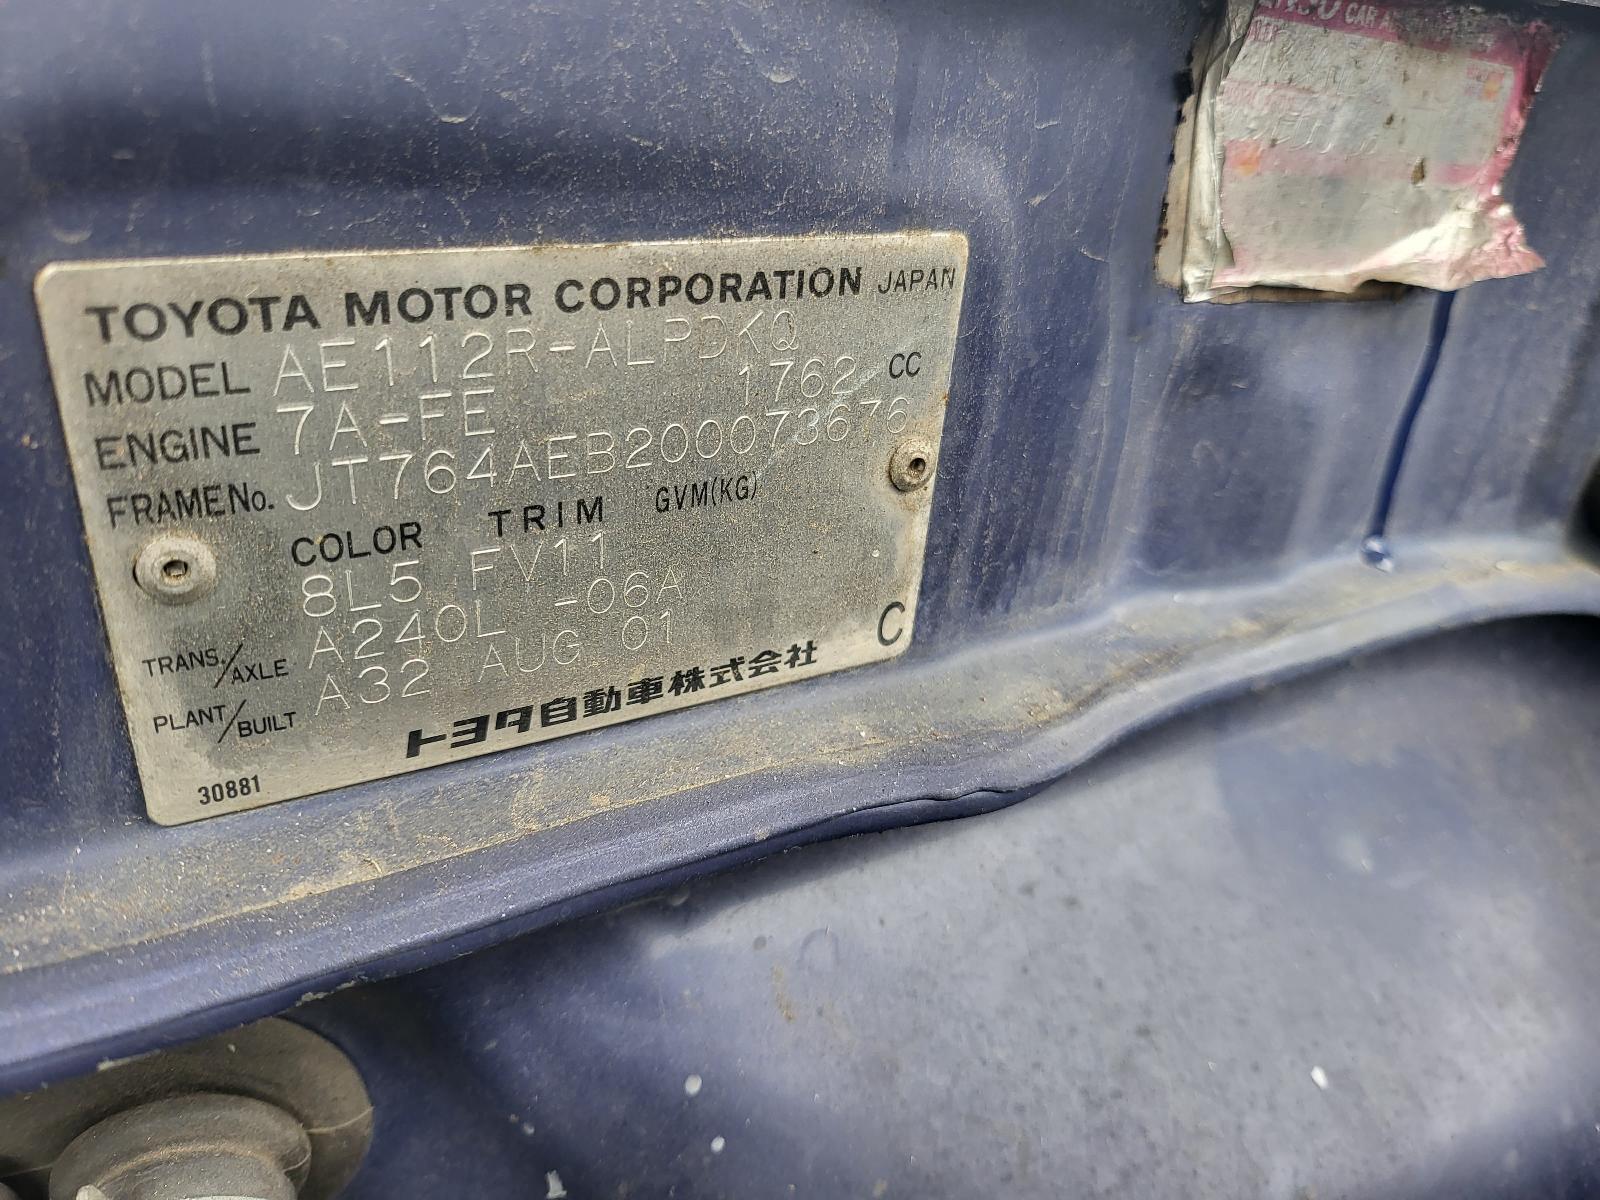 CAR A
TOYOTA MOTOR CORPORATION JAPAN
MODEL AE112R-ALPDKQ
ENGINE 7A-FE 1762 CC
FRAME No. JT764AEB200073676
COLOR TRIM GVM(KG)
8L5 FV11
TRANS./AXLE A240L -06A
PLANT/BUILT A32 AUG 01
トヨタ自動車株式会社 C
30881